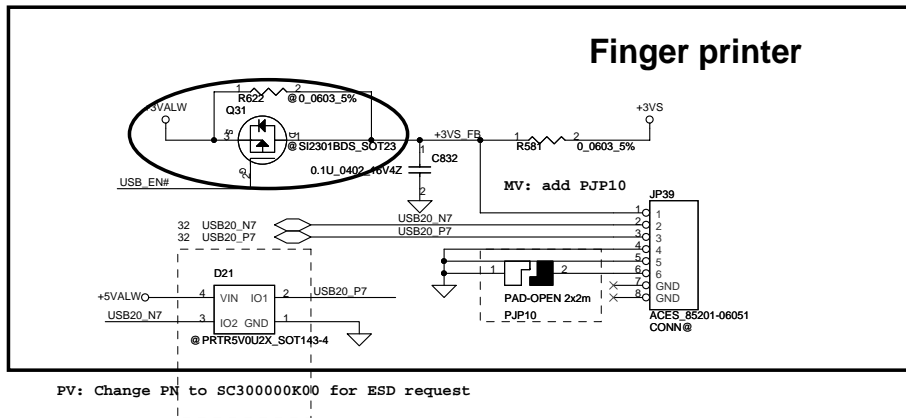 Finger printer
1 2
R622 @0_0603_5%
+3VALW
Q31
+3VS
3 S D 1
+3VS_FB
1 2
R581 0_0603_5%
@SI2301BDS_SOT23
G 2
1
C832
0.1U_0402_16V4Z
2
USB_EN#
MV: add PJP10
JP39
32 USB20_N7
USB20_N7
32 USB20_P7
USB20_P7
1 1
2 2
3 3
4 4
5 5
6 6
7 GND
8 GND
1 2
PAD-OPEN 2x2m
PJP10
ACES_85201-06051
CONN@
D21
+5VALW
4 VIN IO1 2
USB20_P7
USB20_N7
3 IO2 GND 1
@PRTR5V0U2X_SOT143-4
PV: Change PN to SC300000K00 for ESD request